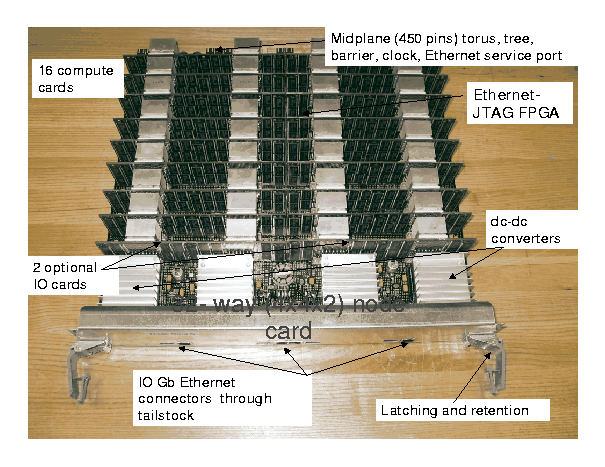 Midplane (450 pins) torus, tree,
barrier, clock, Ethernet service port
16 compute
cards
Ethernet-
JTAG FPGA
dc-dc
converters
2 optional
IO cards
way (4x4x2) node
card
IO Gb Ethernet
connectors through
tailstock
Latching and retention